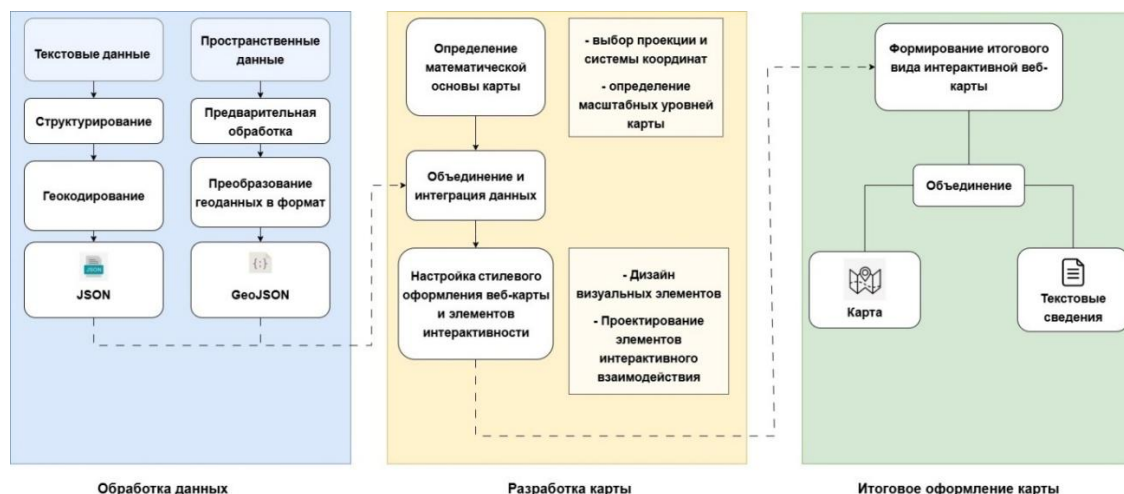 Текстовые данные
Структурирование
Геокодирование
JSON
JSON
Пространственные
данные
Предварительная
обработка
Преобразование
геоданных в формат
{:}
GeoJSON
Обработка данных
Определение
математической
основы карты
- выбор проекции и
системы координат
- определение
масштабных уровней
карты
Объединение и
интеграция данных
Настройка стилевого
оформления веб-карты
и элементов
интерактивности
- Дизайн
визуальных элементов
- Проектирование
элементов
интерактивного
взаимодействия
Разработка карты
Формирование итогового
вида интерактивной веб-
карты
Объединение
Карта
Текстовые
сведения
Итоговое оформление карты